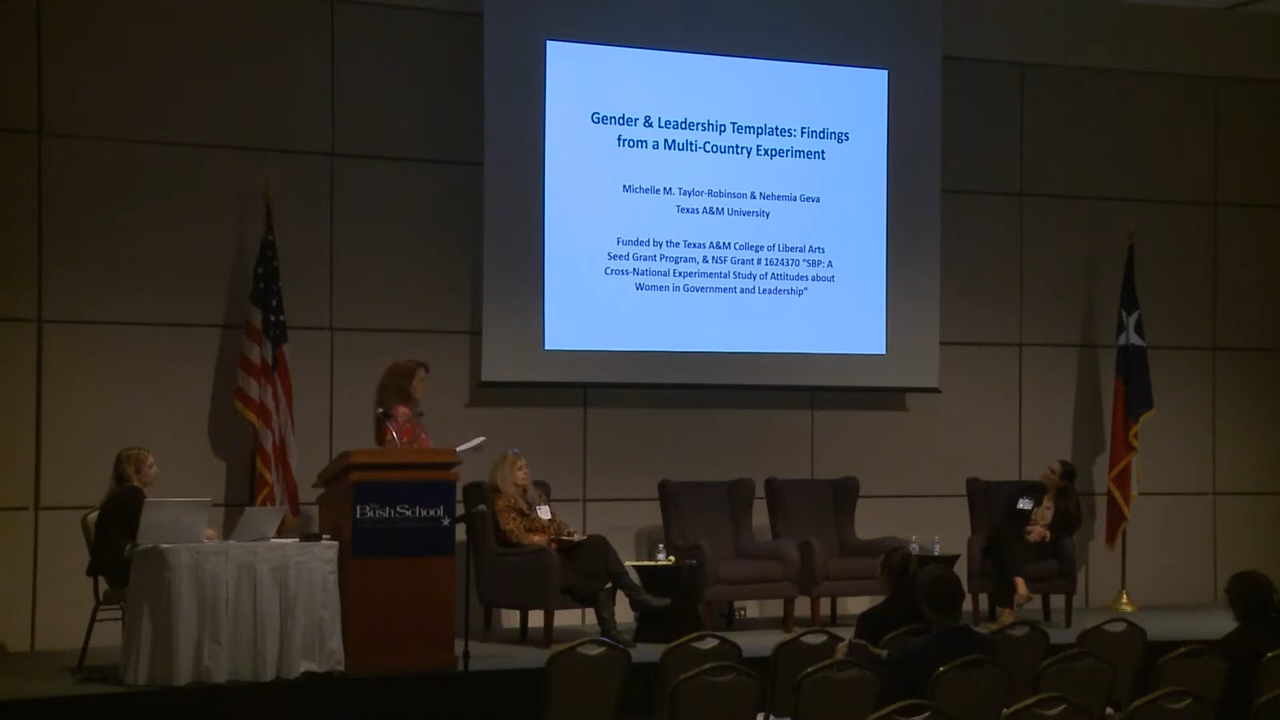 Gender & Leadership Templates: Findings
from a Multi-Country Experiment
Michelle M. Taylor-Robinson & Nehemia Geva
Texas A&M University
Funded by the Texas A&M College of Liberal Arts
Seed Grant Program, & NSF Grant # 1624370 "SBP: A
Cross-National Experimental Study of Attitudes about
Women in Government and Leadership"
The
Bush School